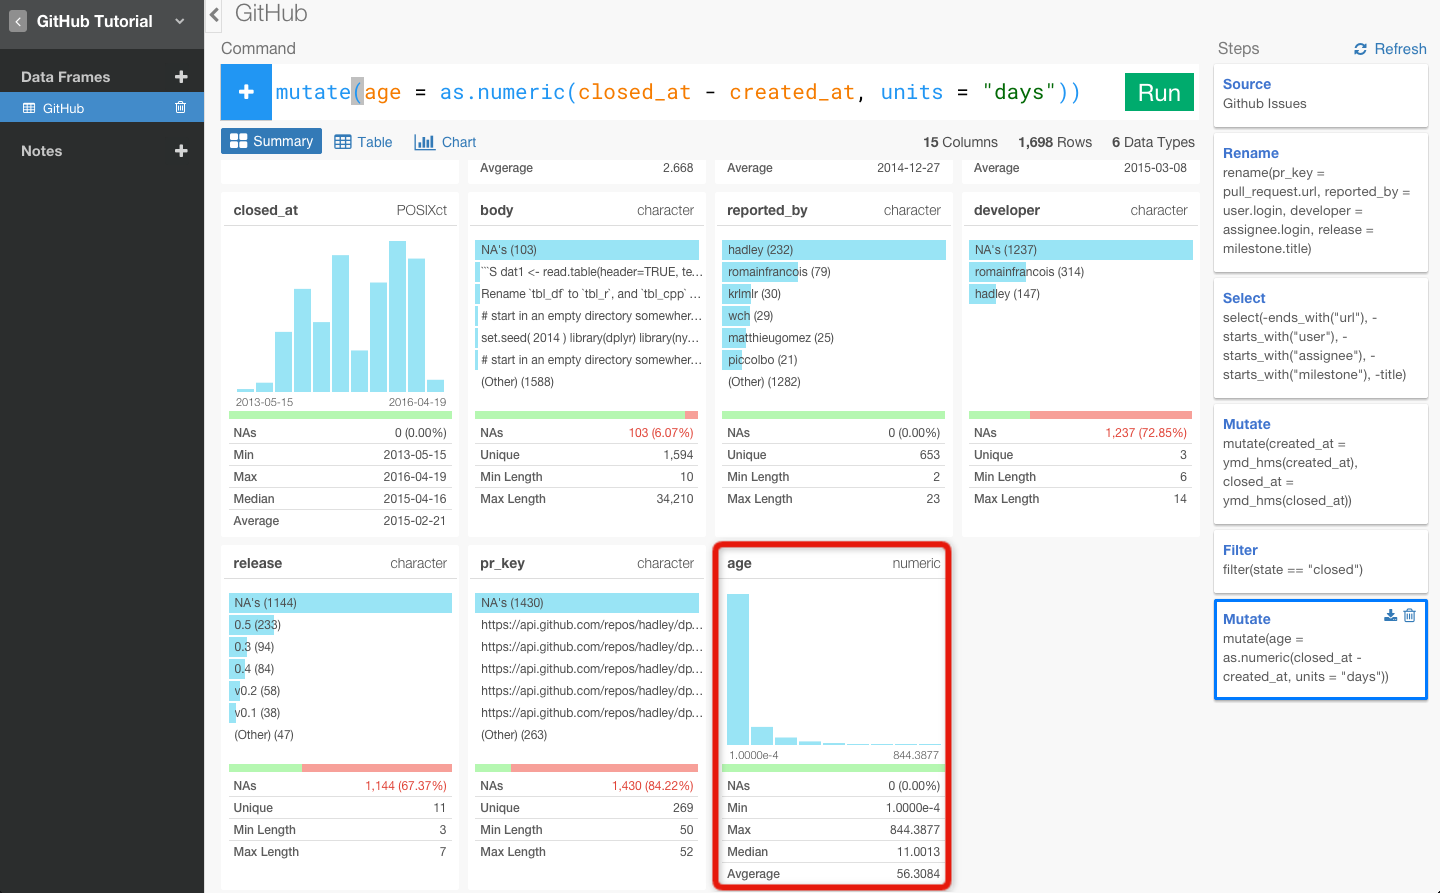 GitHub Tutorial
Data Frames
GitHub
Notes
GitHub
Command
mutate(age = as.numeric(closed_at - created_at, units = "days"))
Run
Summary
Table
Chart
15 Columns
1,698 Rows
6 Data Types
Avgerage 2.668
Average 2014-12-27
Average 2015-03-08
closed_at POSIXct
2013-05-15 2016-04-19
NAs 0 (0.00%)
Min 2013-05-15
Max 2016-04-19
Median 2015-04-16
Average 2015-02-21
body character
NA's (103)
```S dat1 <- read.table(header=TRUE, te...
Rename `tbl_df` to `tbl_r`, and `tbl_cpp` ...
# start in an empty directory somewher...
set.seed( 2014 ) library(dplyr) library(ny...
# start in an empty directory somewher...
(Other) (1588)
NAs 103 (6.07%)
Unique 1,594
Min Length 10
Max Length 34,210
reported_by character
hadley (232)
romainfrancois (79)
krlmlr (30)
wch (29)
matthieugomez (25)
piccolbo (21)
(Other) (1282)
NAs 0 (0.00%)
Unique 653
Min Length 2
Max Length 23
developer character
NA's (1237)
romainfrancois (314)
hadley (147)
NAs 1,237 (72.85%)
Unique 3
Min Length 6
Max Length 14
release character
NA's (1144)
0.5 (233)
0.3 (94)
0.4 (84)
v0.2 (58)
v0.1 (38)
(Other) (47)
NAs 1,144 (67.37%)
Unique 11
Min Length 3
Max Length 7
pr_key character
NA's (1430)
https://api.github.com/repos/hadley/dp...
https://api.github.com/repos/hadley/dp...
https://api.github.com/repos/hadley/dp...
https://api.github.com/repos/hadley/dp...
https://api.github.com/repos/hadley/dp...
(Other) (263)
NAs 1,430 (84.22%)
Unique 269
Min Length 50
Max Length 52
age numeric
1.0000e-4 844.3877
NAs 0 (0.00%)
Min 1.0000e-4
Max 844.3877
Median 11.0013
Avgerage 56.3084
Steps
Refresh
Source
Github Issues
Rename
rename(pr_key =
pull_request.url, reported_by =
user.login, developer =
assignee.login, release =
milestone.title)
Select
select(-ends_with("url"), -
starts_with("user"), -
starts_with("assignee"), -
starts_with("milestone"), -title)
Mutate
mutate(created_at =
ymd_hms(created_at),
closed_at =
ymd_hms(closed_at))
Filter
filter(state == "closed")
Mutate
mutate(age =
as.numeric(closed_at -
created_at, units = "days"))